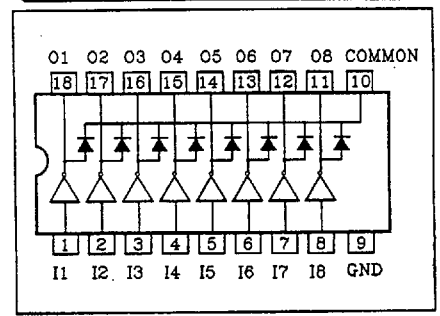 O1 O2 O3 O4 O5 O6 O7 O8 COMMON
18 17 16 15 14 13 12 11 10
1 2 3 4 5 6 7 8 9
I1 I2 I3 I4 I5 I6 I7 I8 GND